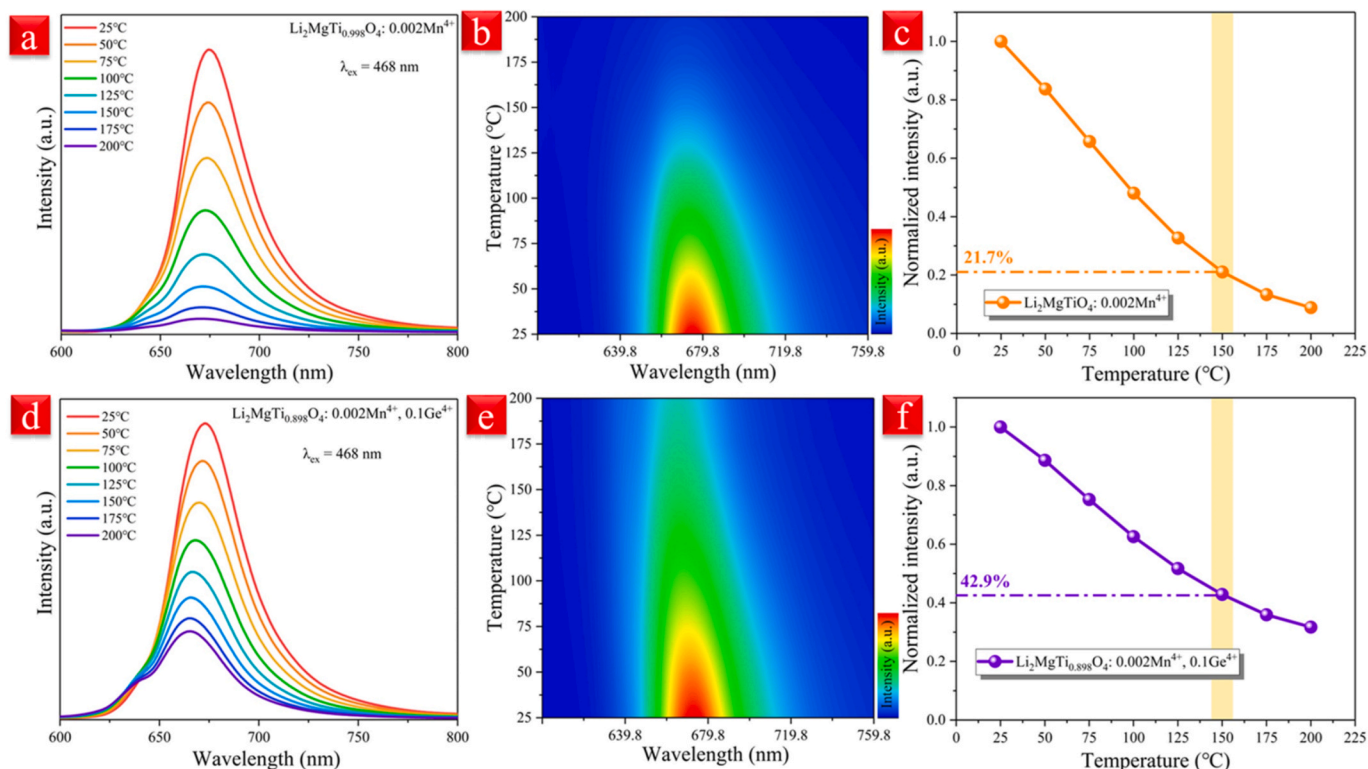 a
25℃
50℃
75℃
100℃
125℃
150℃
175℃
200℃
Li₂MgTi₀.₉₉₈O₄: 0.002Mn⁴⁺
λₑₓ = 468 nm
Intensity (a.u.)
600 650 700 750 800
Wavelength (nm)
b
200
175
150
125
100
75
50
25
Temperature (℃)
Intensity (a.u.)
639.8 679.8 719.8 759.8
Wavelength (nm)
c
1.0
0.8
0.6
0.4
0.2
0.0
Normalized intensity (a.u.)
21.7%
Li₂MgTiO₄: 0.002Mn⁴⁺
0 25 50 75 100 125 150 175 200 225
Temperature (℃)
d
25℃
50℃
75℃
100℃
125℃
150℃
175℃
200℃
Li₂MgTi₀.₈₉₈O₄: 0.002Mn⁴⁺, 0.1Ge⁴⁺
λₑₓ = 468 nm
Intensity (a.u.)
600 650 700 750 800
Wavelength (nm)
e
200
175
150
125
100
75
50
25
Temperature (℃)
Intensity (a.u.)
639.8 679.8 719.8 759.8
Wavelength (nm)
f
1.0
0.8
0.6
0.4
0.2
0.0
Normalized intensity (a.u.)
42.9%
Li₂MgTi₀.₈₉₈O₄: 0.002Mn⁴⁺, 0.1Ge⁴⁺
0 25 50 75 100 125 150 175 200 225
Temperature (℃)